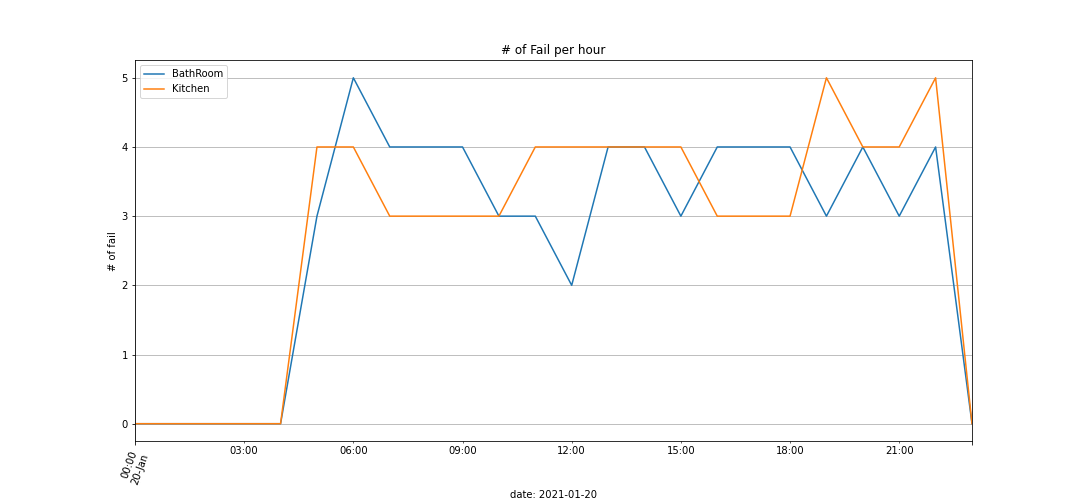 # of Fail per hour
BathRoom
Kitchen
5
4
3
2
1
0
# of fail
00:00
20-Jan
03:00
06:00
09:00
12:00
15:00
18:00
21:00
date: 2021-01-20